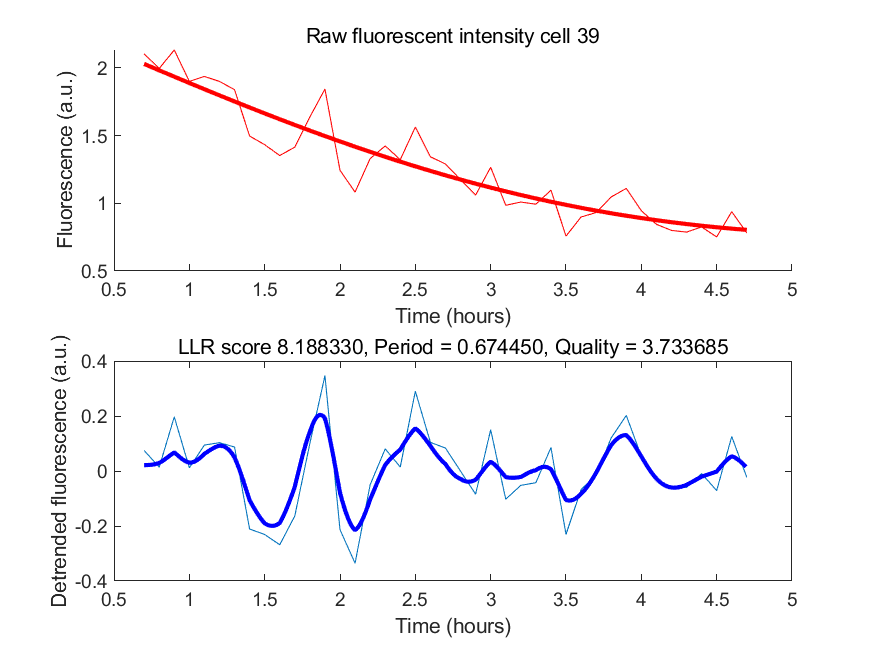 Raw fluorescent intensity cell 39
Fluorescence (a.u.)
2
1.5
1
0.5
0.5 1 1.5 2 2.5 3 3.5 4 4.5 5
Time (hours)
LLR score 8.188330, Period = 0.674450, Quality = 3.733685
Detrended fluorescence (a.u.)
0.4
0.2
0
-0.2
-0.4
0.5 1 1.5 2 2.5 3 3.5 4 4.5 5
Time (hours)